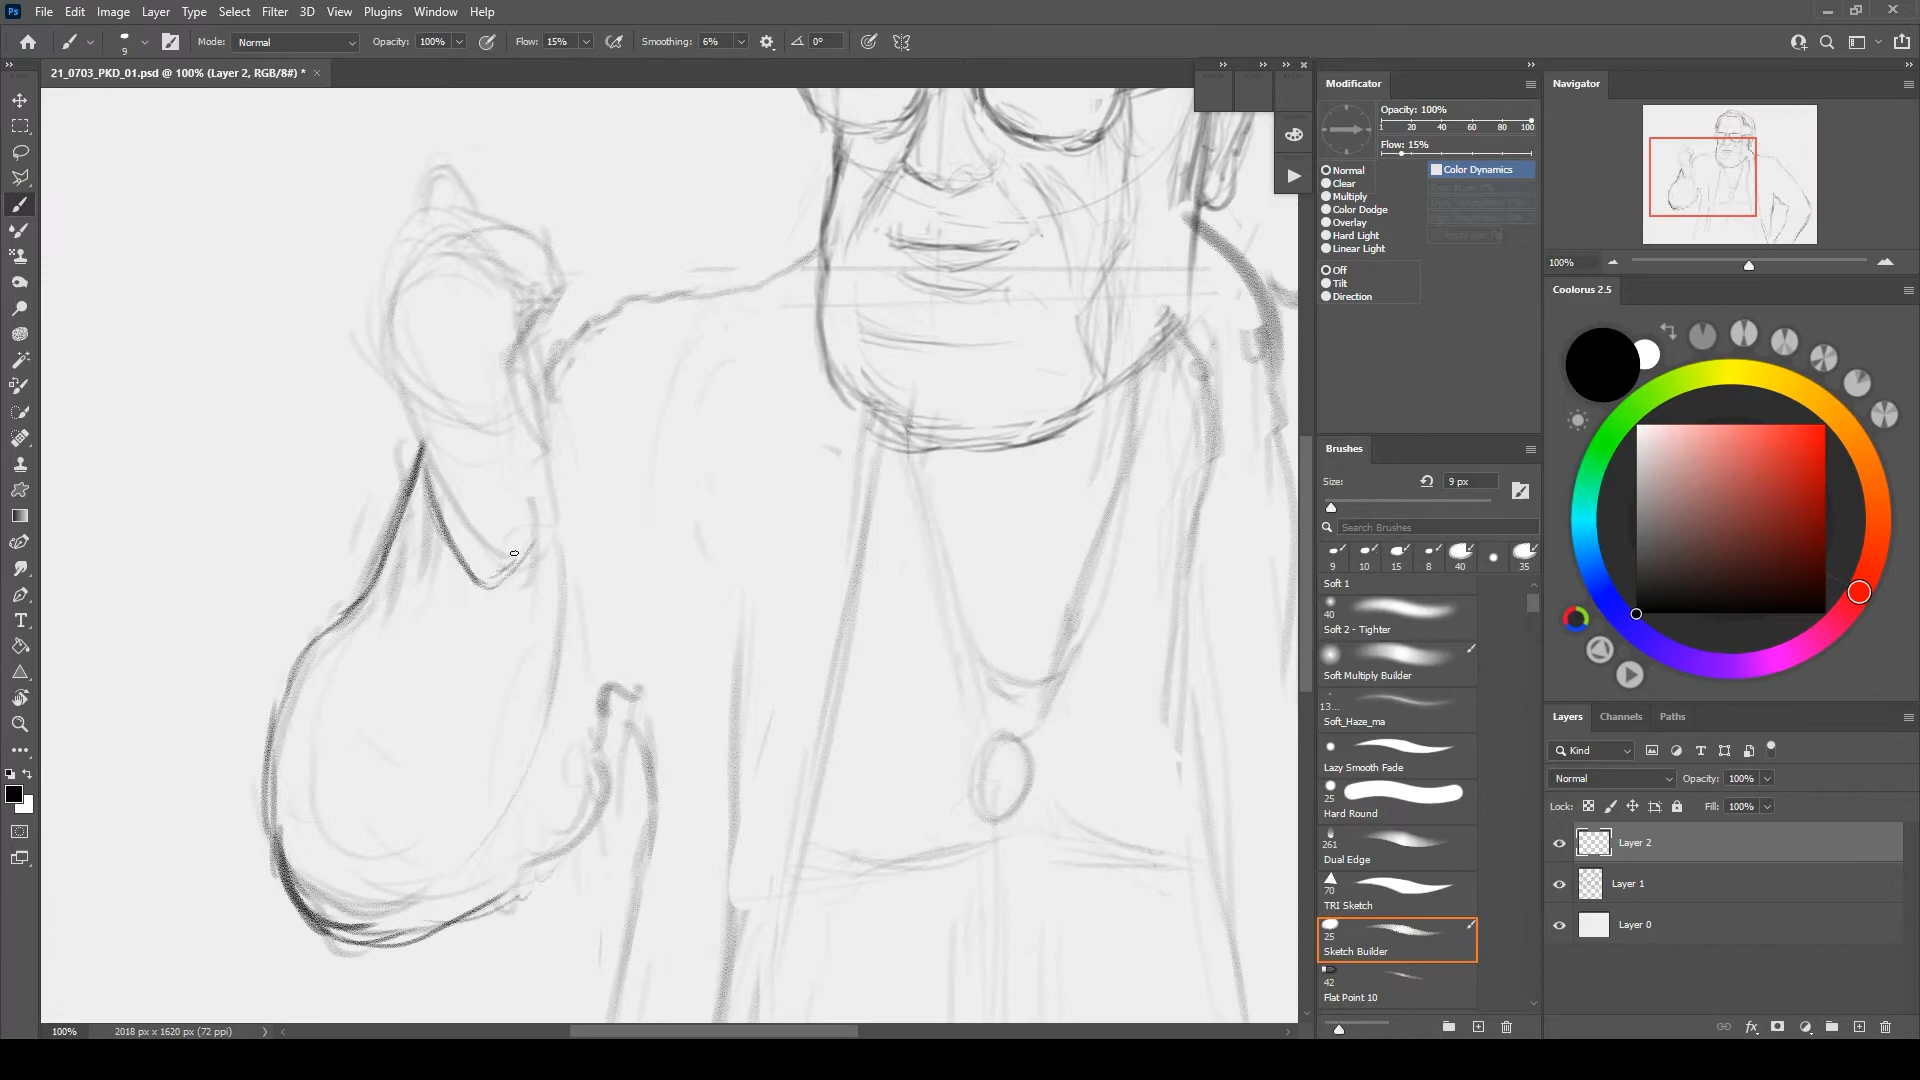 Ps File Edit Image Layer Type Select Filter 3D View Plugins Window Help
9 Mode: Normal Opacity: 100% Flow: 15% Smoothing: 6% 0°
21_0703_PKD_01.psd @ 100% (Layer 2, RGB/8#) * ×
Modificator
Opacity: 100%
1 20 40 60 80 100
Flow: 15%
Normal
Clear
Multiply
Color Dodge
Overlay
Hard Light
Linear Light
Color Dynamics
Off
Tilt
Direction
Brushes
Size: 9 px
Search Brushes
9 10 15 8 40 35
Soft 1
40
Soft 2 - Tighter
Soft Multiply Builder
13...
Soft_Haze_ma
Lazy Smooth Fade
25
Hard Round
261
Dual Edge
70
TRI Sketch
25
Sketch Builder
42
Flat Point 10
Navigator
100%
Coolorus 2.5
Layers Channels Paths
Kind
Normal Opacity: 100%
Lock: Fill: 100%
Layer 2
Layer 1
Layer 0
100% 2018 px x 1620 px (72 ppi)